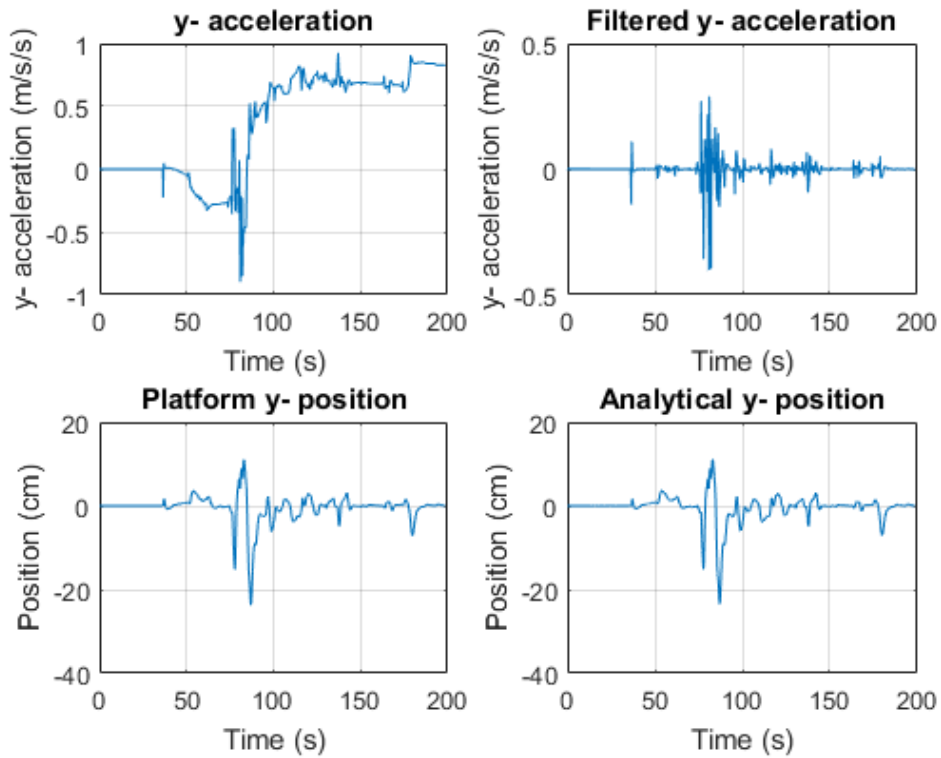 y- acceleration
y- acceleration (m/s/s)
1
0.5
0
-0.5
-1
0 50 100 150 200
Time (s)
Filtered y- acceleration
y- acceleration (m/s/s)
0.5
0
-0.5
0 50 100 150 200
Time (s)
Platform y- position
Position (cm)
20
0
-20
-40
0 50 100 150 200
Time (s)
Analytical y- position
Position (cm)
20
0
-20
-40
0 50 100 150 200
Time (s)